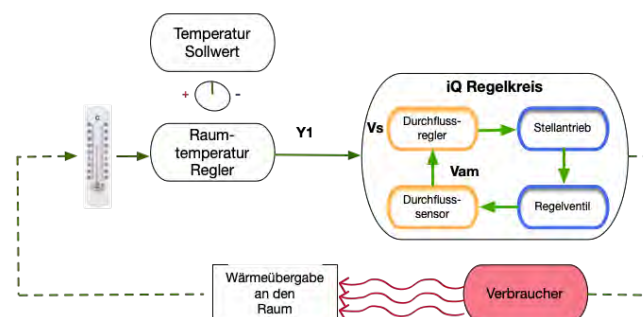 Temperatur
Sollwert
+ -
Raum-
temperatur
Regler
Y1
iQ Regelkreis
Vs
Durchfluss-
regler
Stellantrieb
Vam
Durchfluss-
sensor
Regelventil
Wärmeübergabe
an den
Raum
Verbraucher